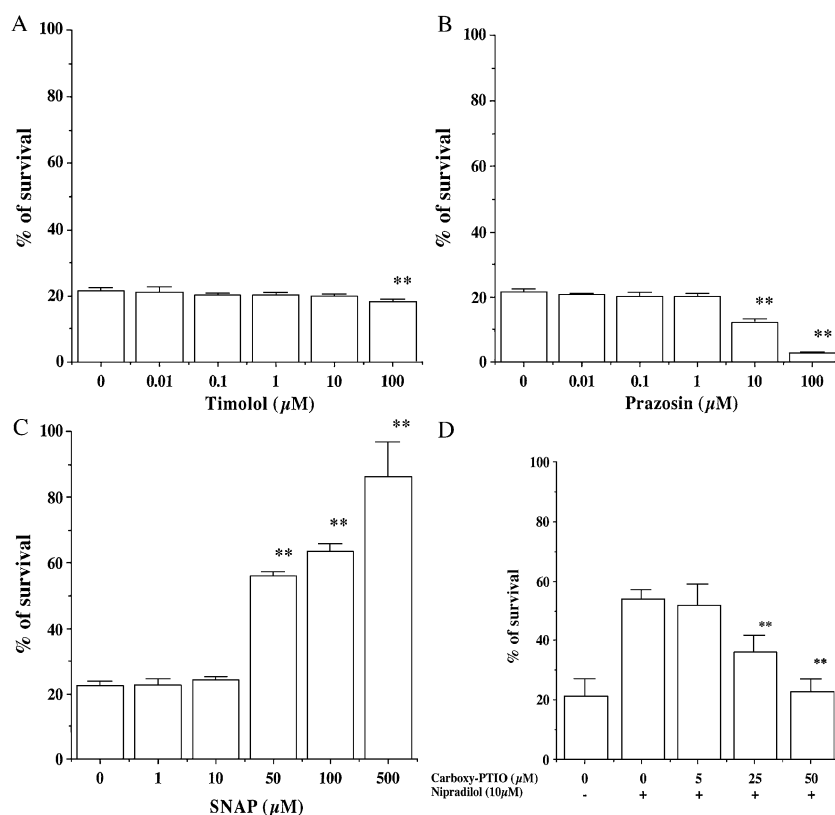 A
100
80
60
40
20
0
% of survival
**
0 0.01 0.1 1 10 100
Timolol (µM)
B
100
80
60
40
20
0
% of survival
**
**
0 0.01 0.1 1 10 100
Prazosin (µM)
C
100
80
60
40
20
0
% of survival
**
**
**
0 1 10 50 100 500
SNAP (µM)
D
100
80
60
40
20
0
% of survival
**
**
Carboxy-PTIO (µM) 0 0 5 25 50
Nipradilol (10µM) - + + + +